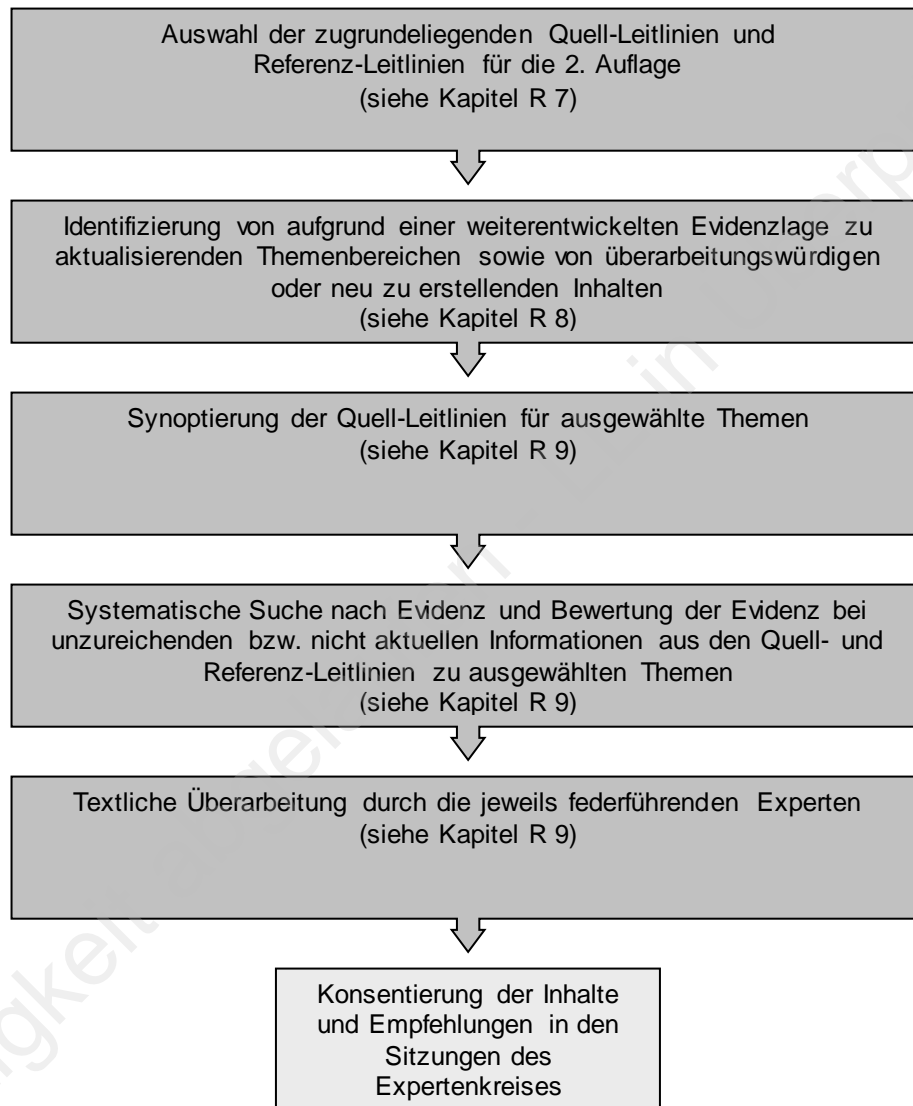 Auswahl der zugrundeliegenden Quell-Leitlinien und
Referenz-Leitlinien für die 2. Auflage
(siehe Kapitel R 7)
Identifizierung von aufgrund einer weiterentwickelten Evidenzlage zu
aktualisierenden Themenbereichen sowie von überarbeitungswürdigen
oder neu zu erstellenden Inhalten
(siehe Kapitel R 8)
Synoptierung der Quell-Leitlinien für ausgewählte Themen
(siehe Kapitel R 9)
Systematische Suche nach Evidenz und Bewertung der Evidenz bei
unzureichenden bzw. nicht aktuellen Informationen aus den Quell- und
Referenz-Leitlinien zu ausgewählten Themen
(siehe Kapitel R 9)
Textliche Überarbeitung durch die jeweils federführenden Experten
(siehe Kapitel R 9)
Konsentierung der Inhalte
und Empfehlungen in den
Sitzungen des
Expertenkreises